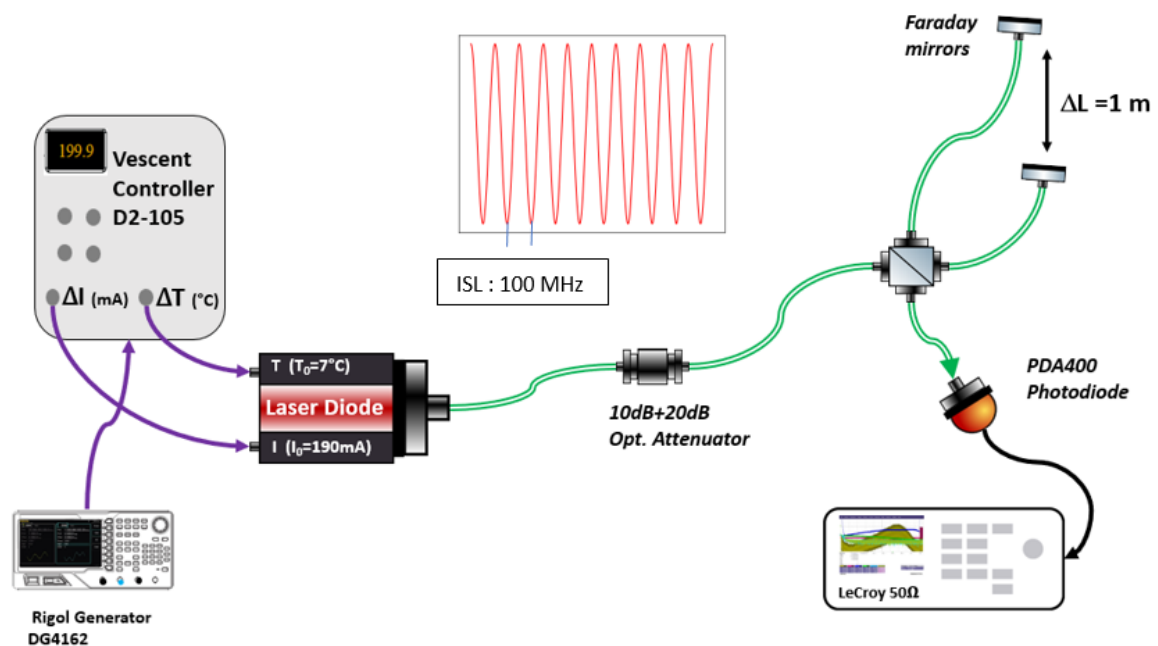 Faraday
mirrors
ΔL =1 m
199.9
Vescent
Controller
D2-105
ΔI (mA)
ΔT (°C)
ISL : 100 MHz
T (T₀=7°C)
Laser Diode
I (I₀=190mA)
10dB+20dB
Opt. Attenuator
PDA400
Photodiode
LeCroy 50Ω
Rigol Generator
DG4162